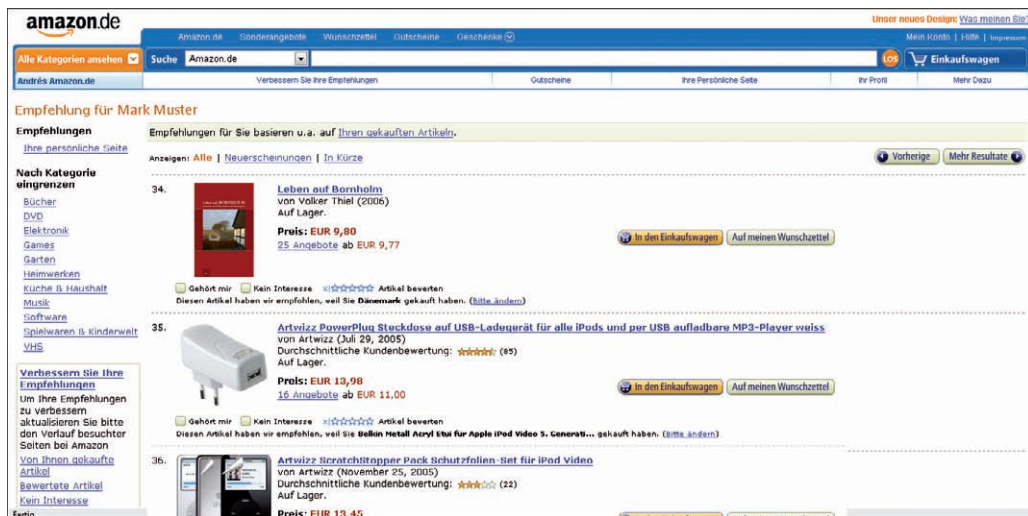 amazon.de
Unser neues Design: Was meinen Sie?
Amazon.de Sonderangebote Wunschzettel Gutscheine Geschenke
Mein Konto | Hilfe | Impressum
Alle Kategorien ansehen
Suche Amazon.de LOS Einkaufswagen
Andrés Amazon.de Verbessern Sie Ihre Empfehlungen Gutscheine Ihre Persönliche Seite Ihr Profil Mehr Dazu
Empfehlung für Mark Muster
Empfehlungen
Ihre persönliche Seite
Nach Kategorie
eingrenzen
Bücher
DVD
Elektronik
Games
Garten
Heimwerken
Küche & Haushalt
Musik
Software
Spielwaren & Kinderwelt
VHS
Verbessern Sie Ihre
Empfehlungen
Um Ihre Empfehlungen
zu verbessern
aktualisieren Sie bitte
den Verlauf besuchter
Seiten bei Amazon
Von Ihnen gekaufte
Artikel
Bewertete Artikel
Kein Interesse
Fertig
Empfehlungen für Sie basieren u.a. auf Ihren gekauften Artikeln.
Anzeigen: Alle | Neuerscheinungen | In Kürze
Vorherige Mehr Resultate
34. Leben auf Bornholm
von Volker Thiel (2006)
Auf Lager.
Preis: EUR 9,80
25 Angebote ab EUR 9,77
In den Einkaufswagen Auf meinen Wunschzettel
Gehört mir Kein Interesse Artikel bewerten
Diesen Artikel haben wir empfohlen, weil Sie Dänemark gekauft haben. (Bitte ändern)
35. Artwizz PowerPlug Steckdose auf USB-Ladegerät für alle iPods und per USB aufladbare MP3-Player weiss
von Artwizz (Juli 29, 2005)
Durchschnittliche Kundenbewertung: (85)
Auf Lager.
Preis: EUR 13,98
16 Angebote ab EUR 11,00
In den Einkaufswagen Auf meinen Wunschzettel
Gehört mir Kein Interesse Artikel bewerten
Diesen Artikel haben wir empfohlen, weil Sie Belkin Metall Acryl Etui für Apple iPod Video 5. Generati... gekauft haben. (Bitte ändern)
36. Artwizz ScratchStopper Pack Schutzfolien-Set für iPod Video
von Artwizz (November 25, 2005)
Durchschnittliche Kundenbewertung: (22)
Auf Lager.
Preis: EUR 13,45